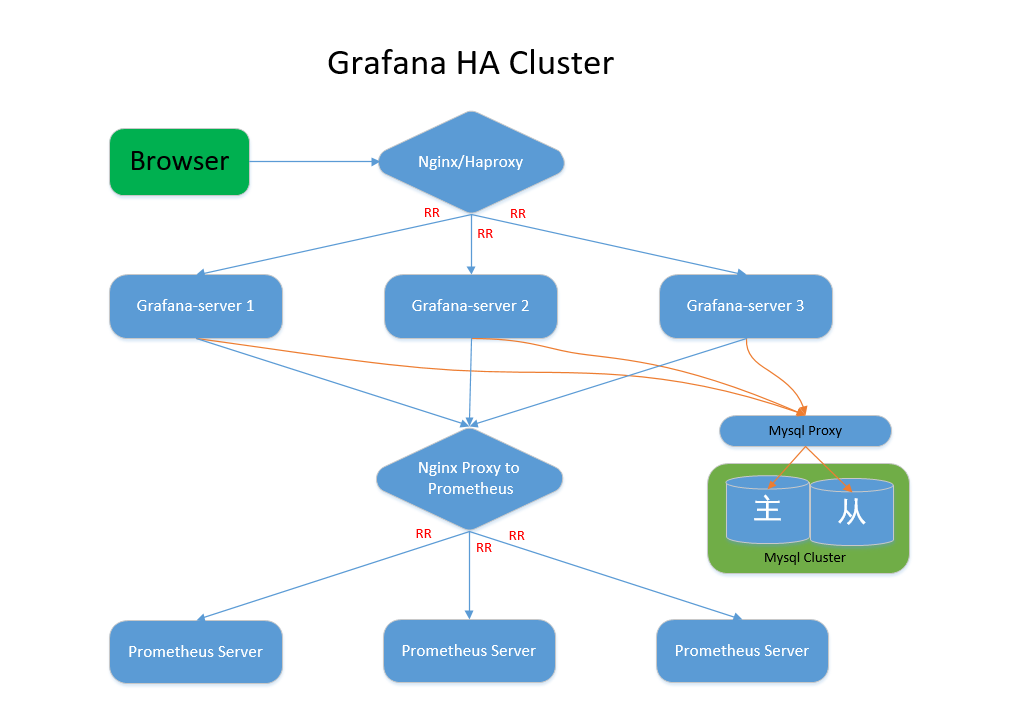 Grafana HA Cluster
Browser
Nginx/Haproxy
RR
RR
RR
Grafana-server 1
Grafana-server 2
Grafana-server 3
Mysql Proxy
Nginx Proxy to
Prometheus
主
从
Mysql Cluster
RR
RR
RR
Prometheus Server
Prometheus Server
Prometheus Server